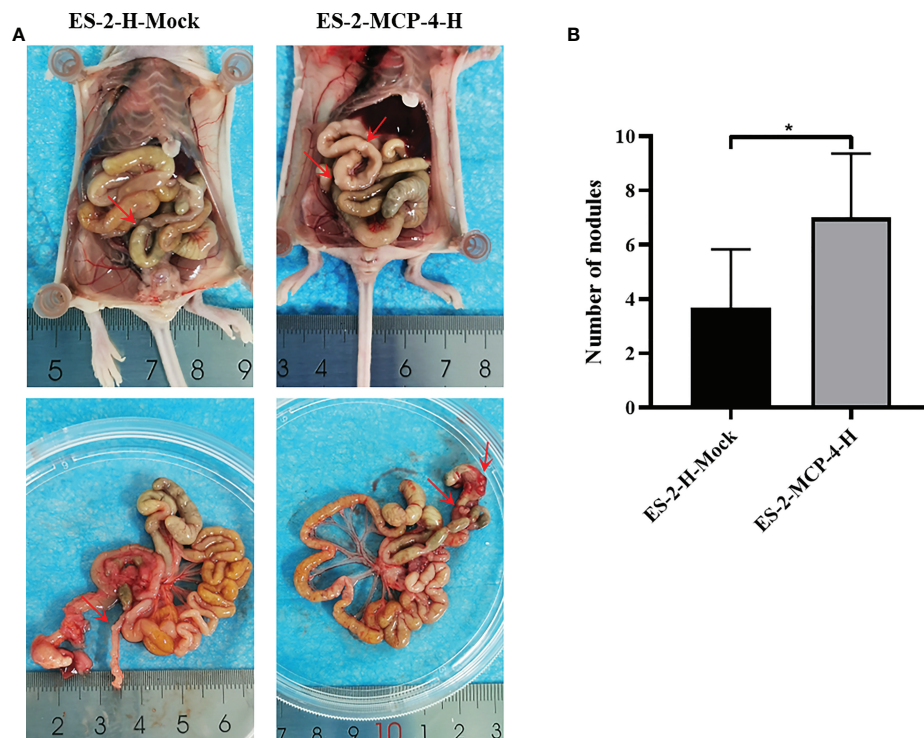 ES-2-H-Mock
ES-2-MCP-4-H
A
B
5 7 8 9
3 4 6 7 8
2 3 4 5 6
7 8 9 10 1 2 3
10
8
6
4
2
0
Number of nodules
*
ES-2-H-Mock
ES-2-MCP-4-H